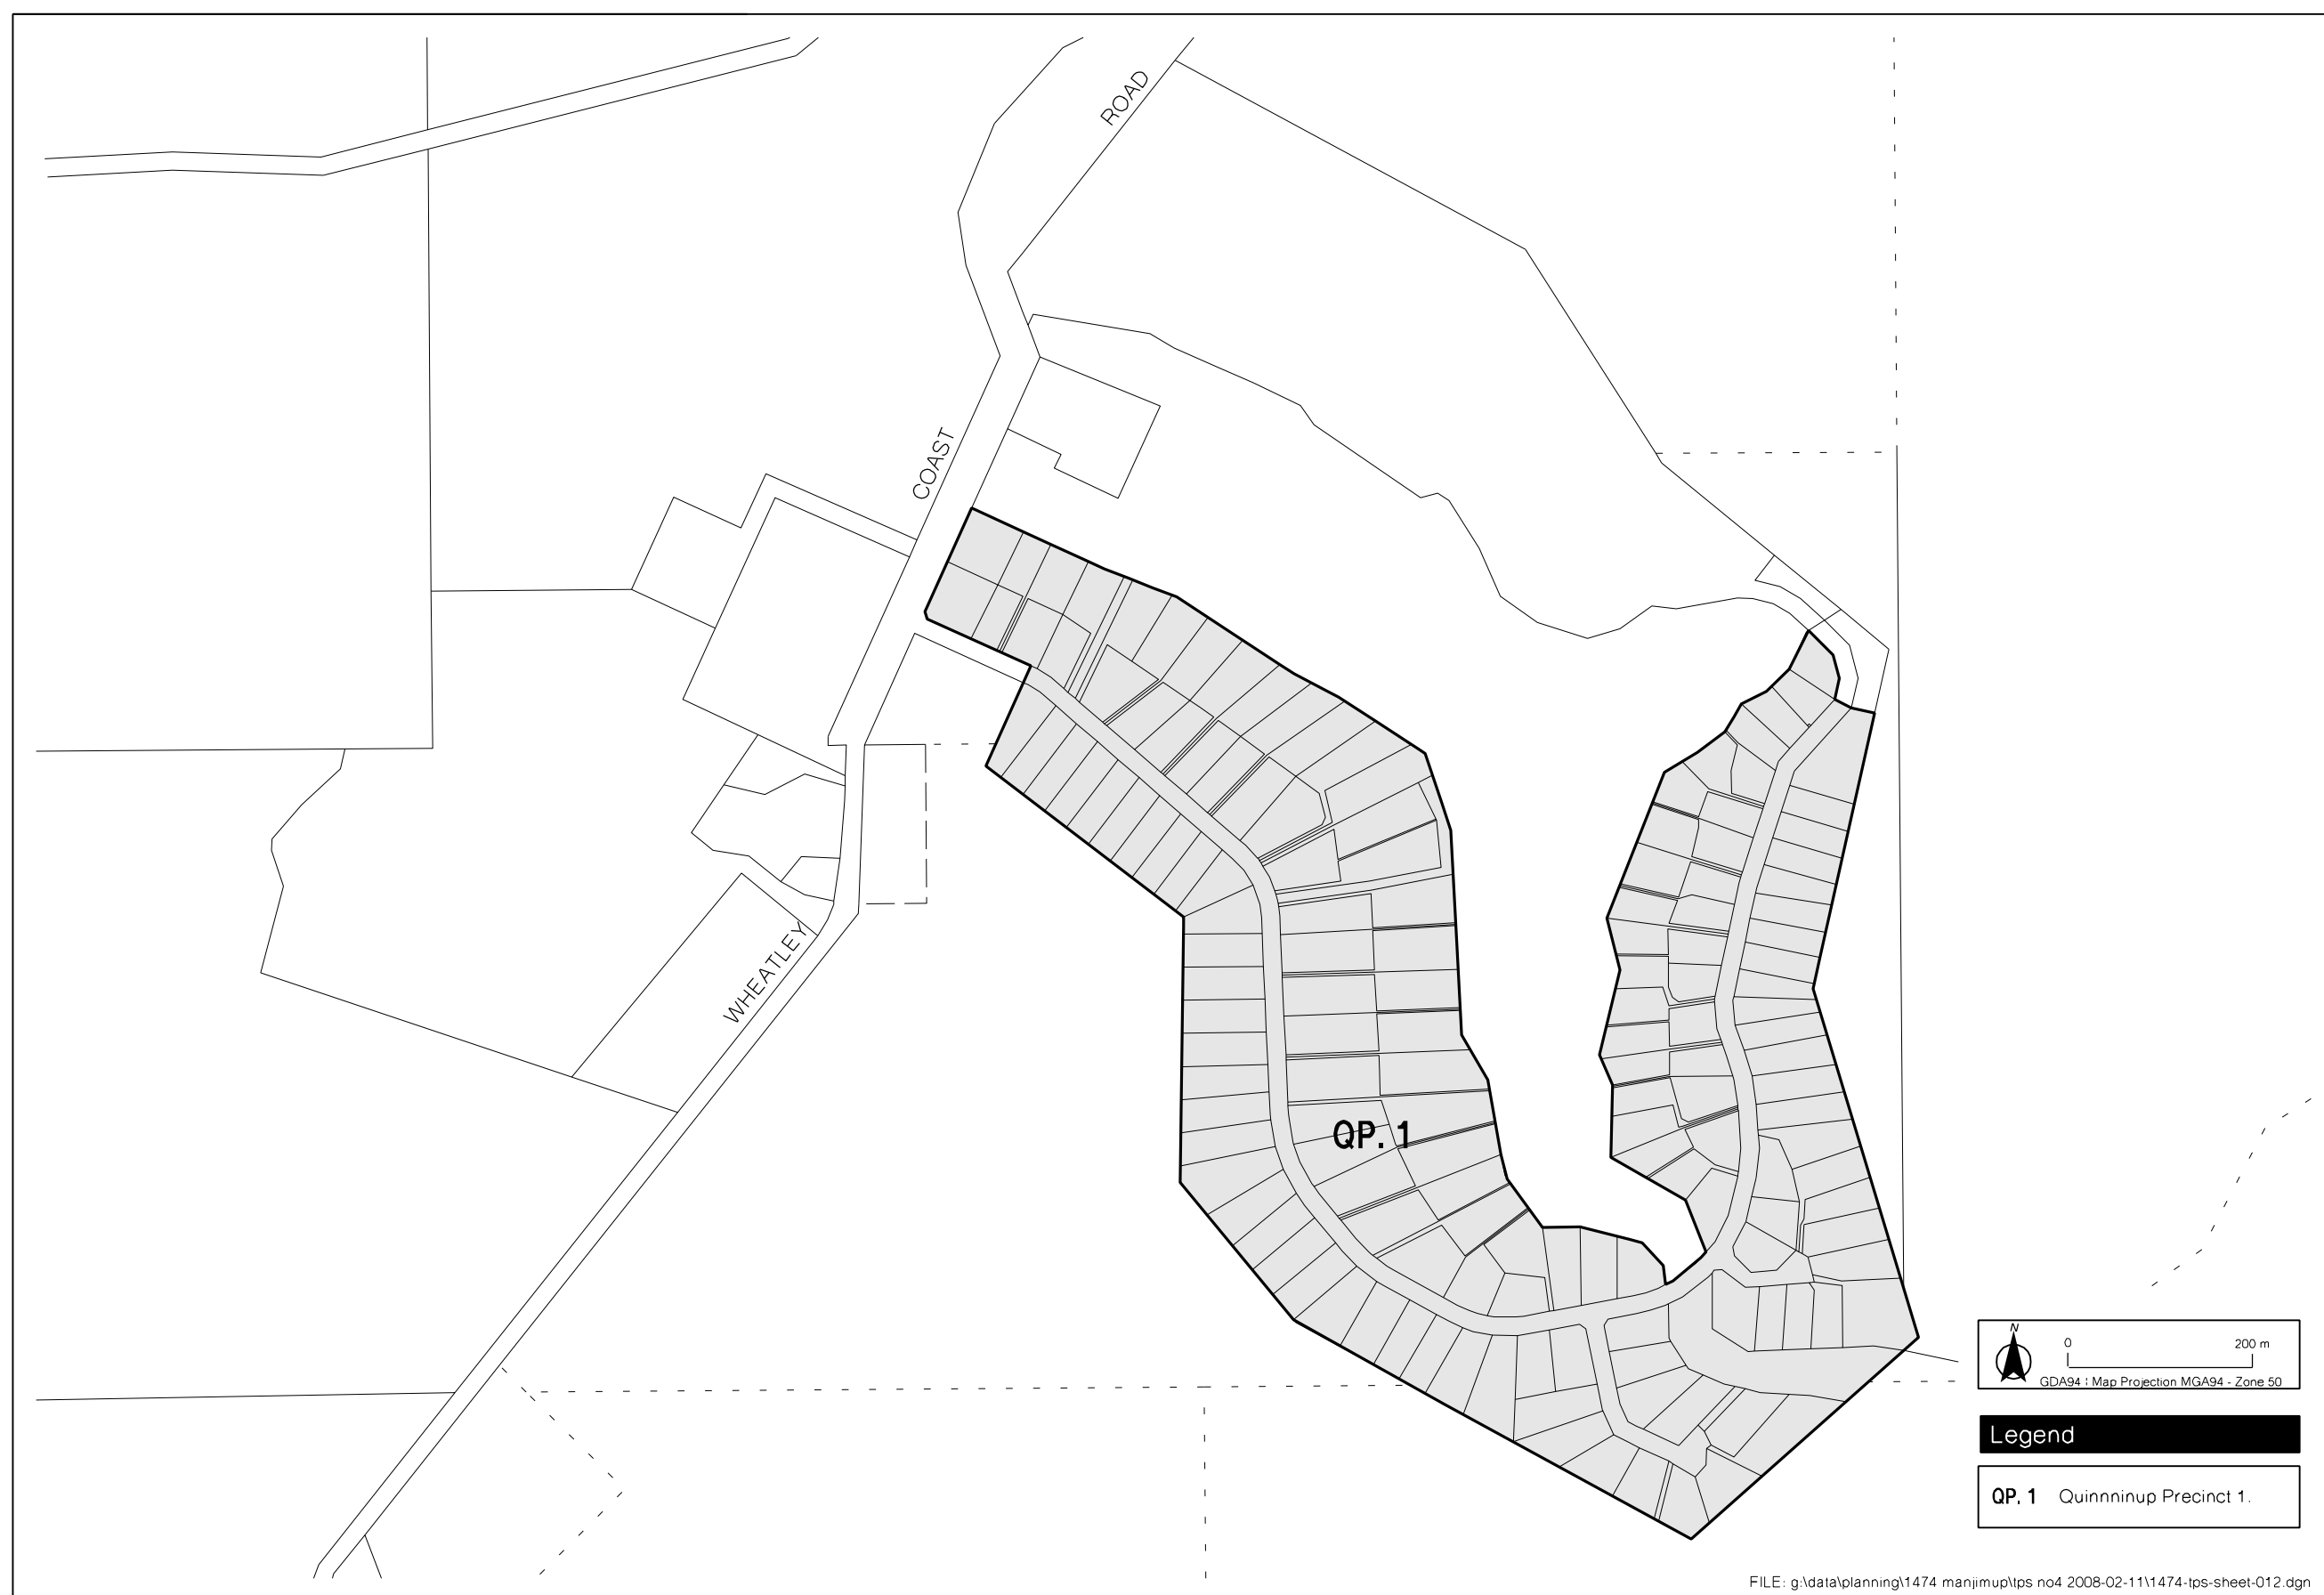 ROAD
COAST
WHEATLEY
QP. 1
N
0 200 m
GDA94 : Map Projection MGA94 - Zone 50
Legend
QP. 1 Quinnninup Precinct 1.
FILE: g:\data\planning\1474 manjimup\tps no4 2008-02-11\1474-tps-sheet-012.dgn